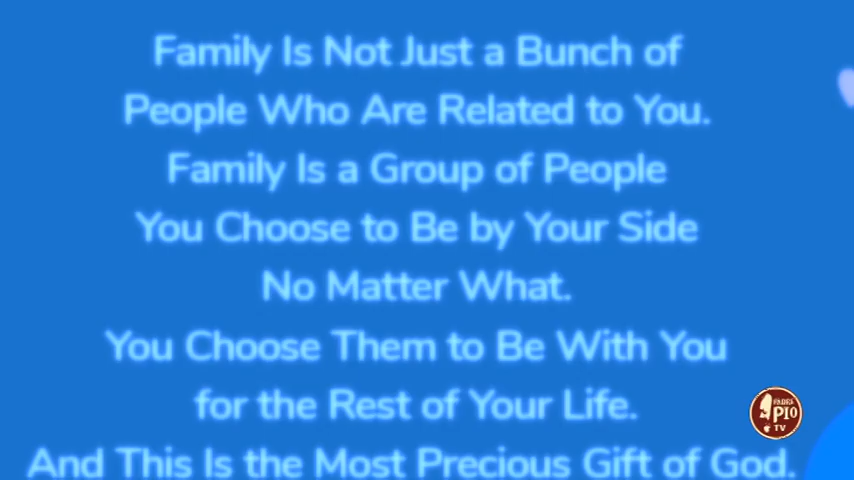 Family Is Not Just a Bunch of
People Who Are Related to You.
Family Is a Group of People
You Choose to Be by Your Side
No Matter What.
You Choose Them to Be With You
for the Rest of Your Life.
And This Is the Most Precious Gift of God.
PADRE
PIO
TV